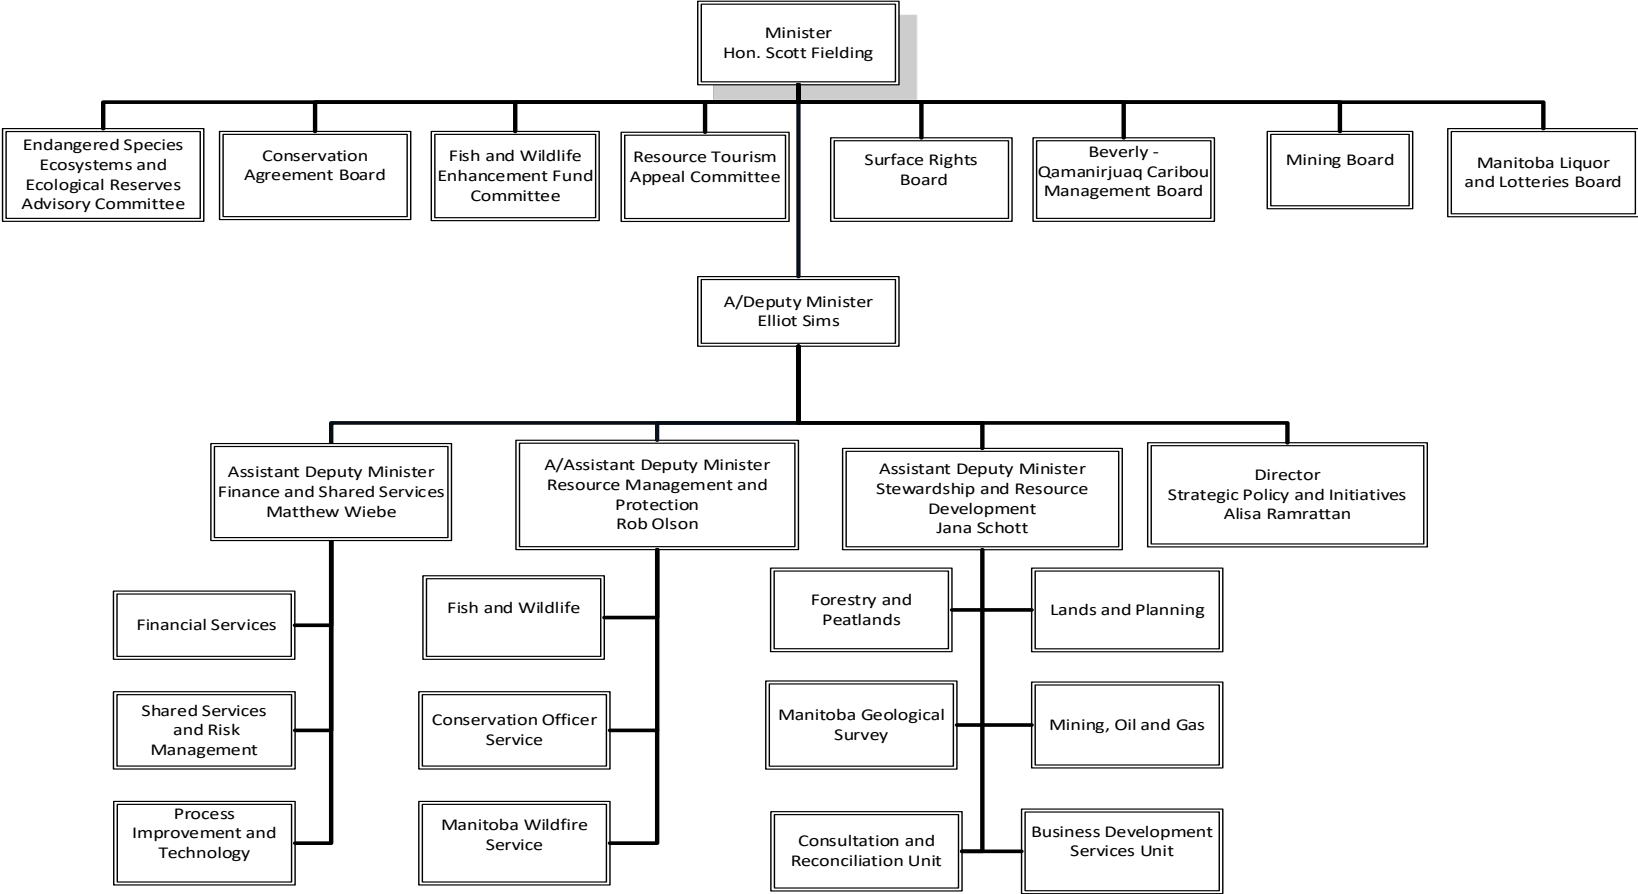 Minister
Hon. Scott Fielding
Endangered Species
Ecosystems and
Ecological Reserves
Advisory Committee
Conservation
Agreement Board
Fish and Wildlife
Enhancement Fund
Committee
Resource Tourism
Appeal Committee
Surface Rights
Board
Beverly -
Qamanirjuaq Caribou
Management Board
Mining Board
Manitoba Liquor
and Lotteries Board
A/Deputy Minister
Elliot Sims
Assistant Deputy Minister
Finance and Shared Services
Matthew Wiebe
A/Assistant Deputy Minister
Resource Management and
Protection
Rob Olson
Assistant Deputy Minister
Stewardship and Resource
Development
Jana Schott
Director
Strategic Policy and Initiatives
Alisa Ramrattan
Financial Services
Shared Services
and Risk
Management
Process
Improvement and
Technology
Fish and Wildlife
Conservation Officer
Service
Manitoba Wildfire
Service
Forestry and
Peatlands
Lands and Planning
Manitoba Geological
Survey
Mining, Oil and Gas
Consultation and
Reconciliation Unit
Business Development
Services Unit